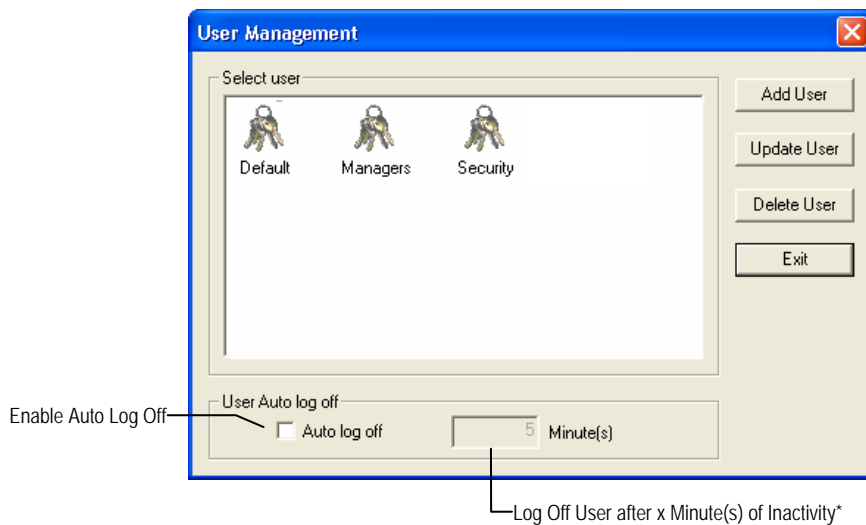 User Management
Select user
Add User
Default Managers Security
Update User
Delete User
Exit
User Auto log off
Enable Auto Log Off
Auto log off 5 Minute(s)
Log Off User after x Minute(s) of Inactivity*